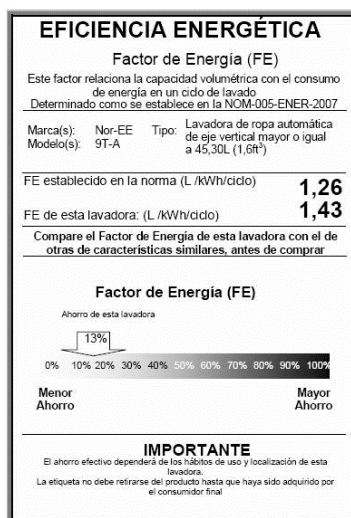 EFICIENCIA ENERGÉTICA
Factor de Energía (FE)
Este factor relaciona la capacidad volumétrica con el consumo
de energía en un ciclo de lavado
Determinado como se establece en la NOM-005-ENER-2007
Marca(s): Nor-EE Tipo: Lavadora de ropa automática
Modelo(s): 9T-A de eje vertical mayor o igual
a 45,30L (1,6ft³)
FE establecido en la norma (L /kWh/ciclo) 1,26
FE de esta lavadora: (L /kWh/ciclo) 1,43
Compare el Factor de Energía de esta lavadora con el de
otras de características similares, antes de comprar
Factor de Energía (FE)
Ahorro de esta lavadora
13%
0% 10% 20% 30% 40% 50% 60% 70% 80% 90% 100%
Menor Mayor
Ahorro Ahorro
IMPORTANTE
El ahorro efectivo dependerá de los hábitos de uso y localización de esta
lavadora.
La etiqueta no debe retirarse del producto hasta que haya sido adquirido por
el consumidor final